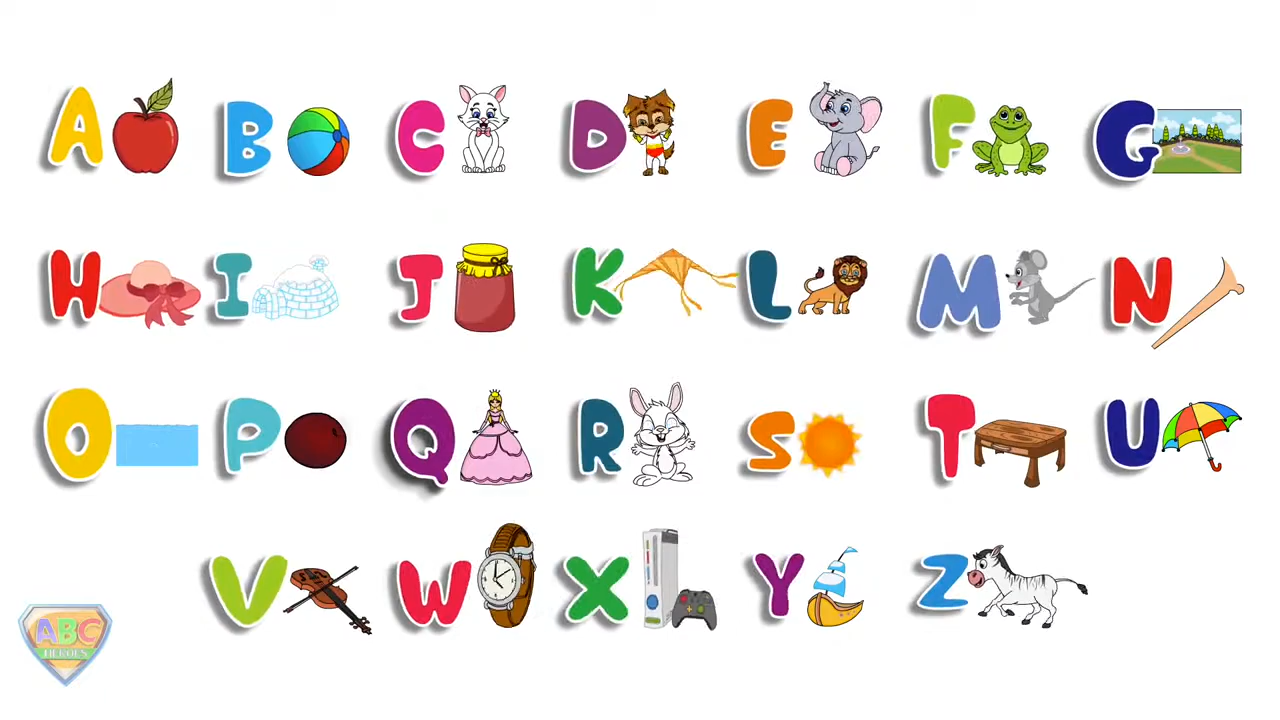 A B C D E F G
H I J K L M N
O P Q R S T U
V W X Y Z
ABC
HEROES